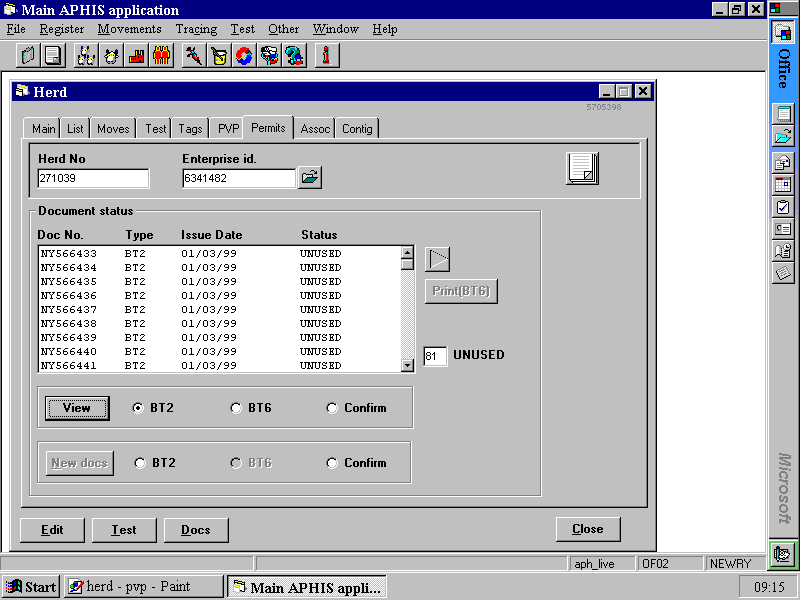 Main APHIS application
File Register Movements Tracing Test Other Window Help
Office
Herd
5705398
Main List Moves Test Tags PVP Permits Assoc Contig
Herd No Enterprise id.
271039 6341482
Document status
Doc No. Type Issue Date Status
NY566433 BT2 01/03/99 UNUSED
NY566434 BT2 01/03/99 UNUSED
NY566435 BT2 01/03/99 UNUSED
NY566436 BT2 01/03/99 UNUSED
NY566437 BT2 01/03/99 UNUSED
NY566438 BT2 01/03/99 UNUSED
NY566439 BT2 01/03/99 UNUSED
NY566440 BT2 01/03/99 UNUSED
NY566441 BT2 01/03/99 UNUSED
Print(BT6)
81 UNUSED
View BT2 BT6 Confirm
New docs BT2 BT6 Confirm
Edit Test Docs Close
Microsoft
aph_live OF02 NEWRY
Start herd - pvp - Paint Main APHIS appli... 09:15